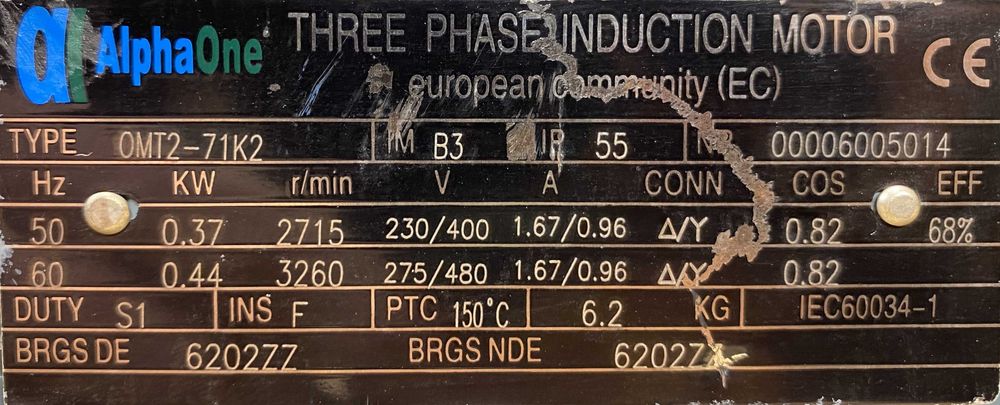 AlphaOne
THREE PHASE INDUCTION MOTOR
european community (EC) CE
TYPE 0MT2-71K2 IM B3 IP 55 NR 00006005014
Hz KW r/min V A CONN COS EFF
50 0.37 2715 230/400 1.67/0.96 Δ/Y 0.82 68%
60 0.44 3260 275/480 1.67/0.96 Δ/Y 0.82
DUTY S1 INS F PTC 150°C 6.2 KG IEC60034-1
BRGS DE 6202ZZ BRGS NDE 6202ZZ